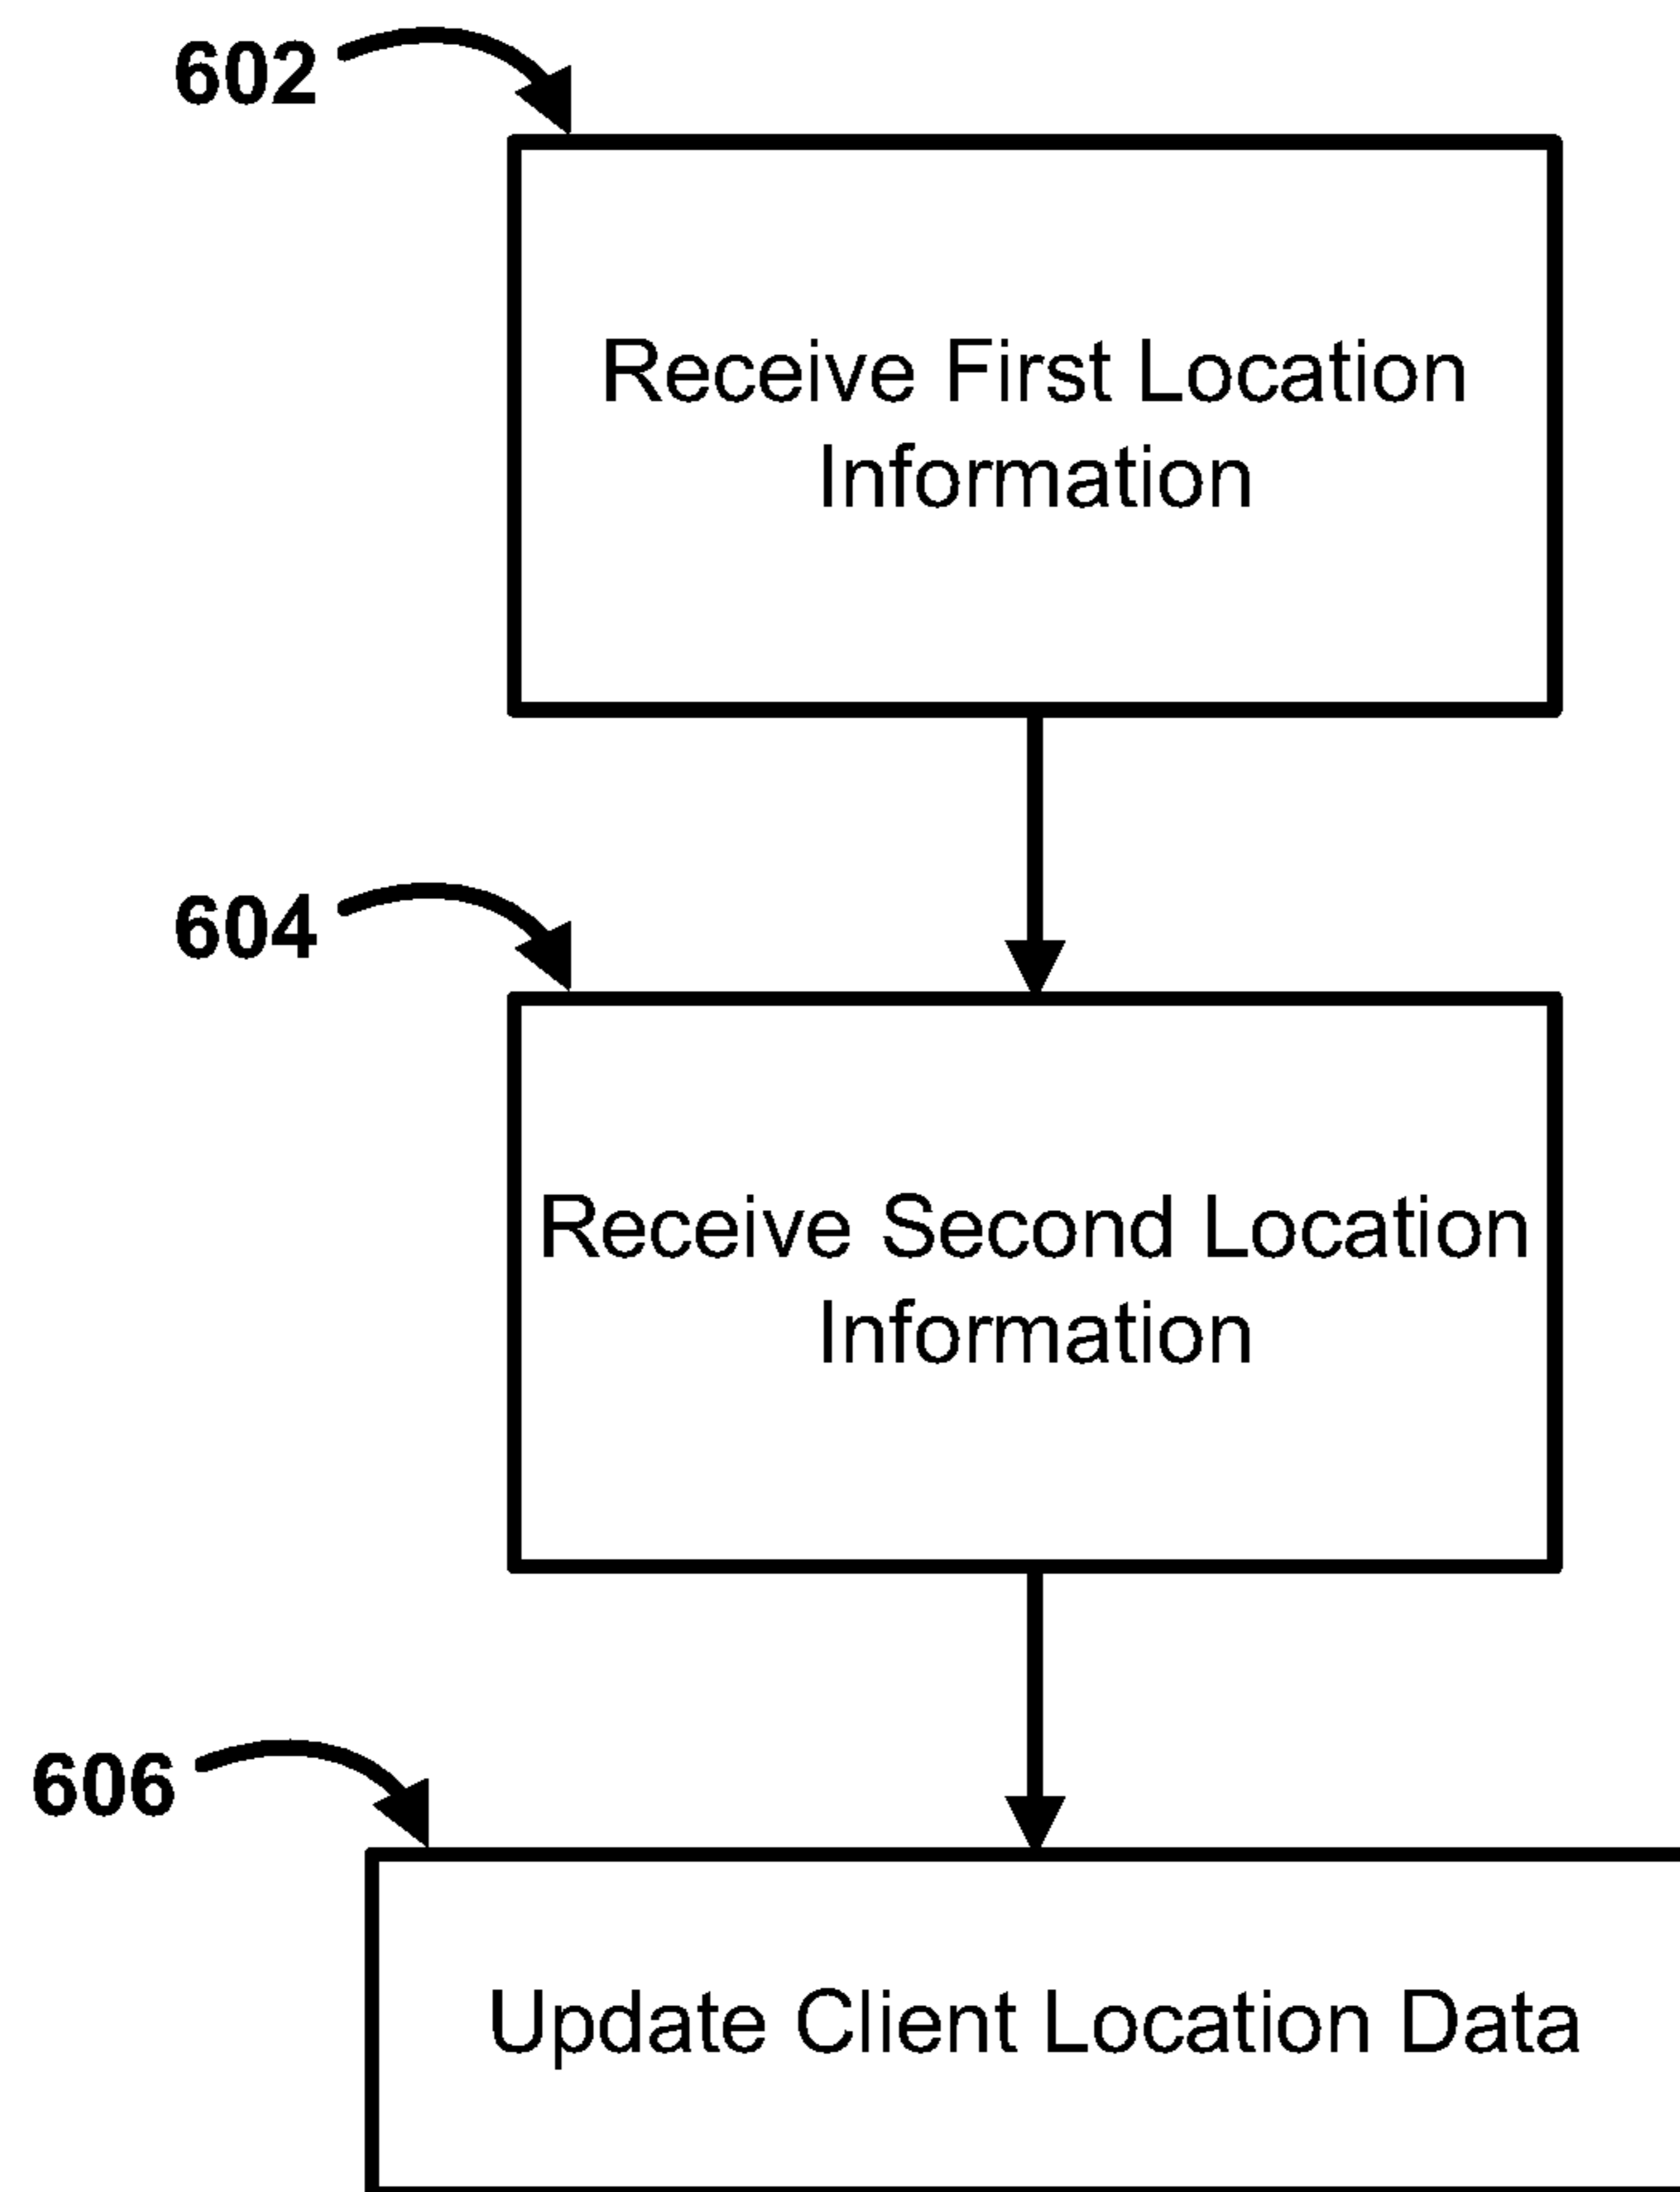 602
Receive First Location
Information
604
Receive Second Location
Information
606
Update Client Location Data